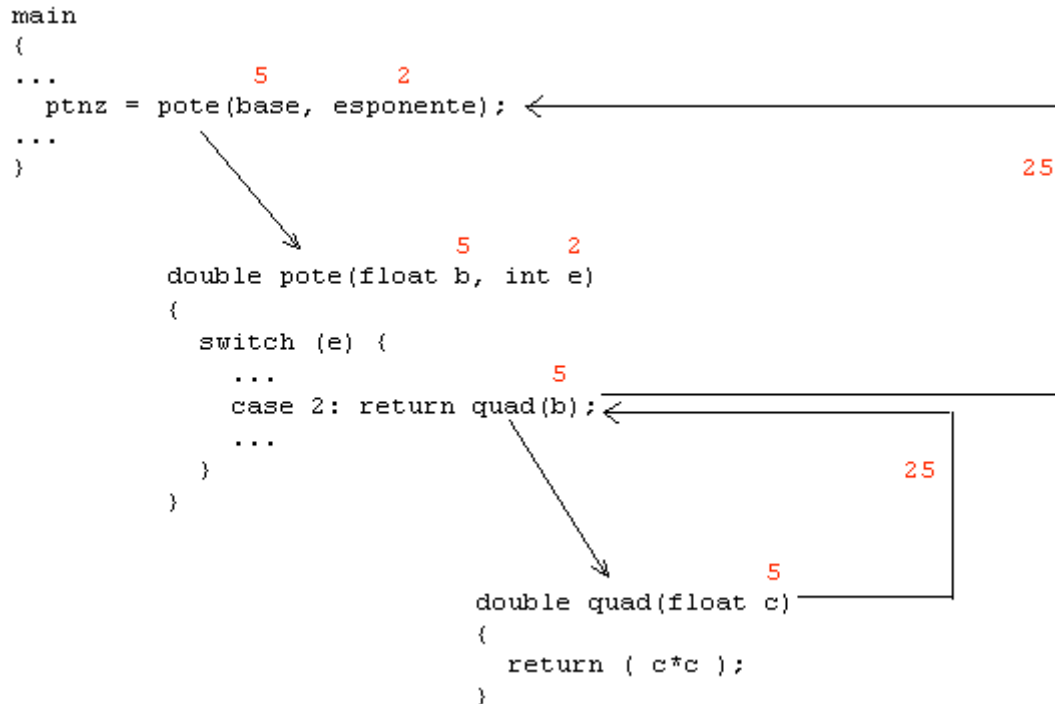 main
{
... 5 2
ptnz = pote(base, esponente);
...
} 25
5 2
double pote(float b, int e)
{
switch (e) {
... 5
case 2: return quad(b);
...
} 25
}
5
double quad(float c)
{
return ( c*c );
}